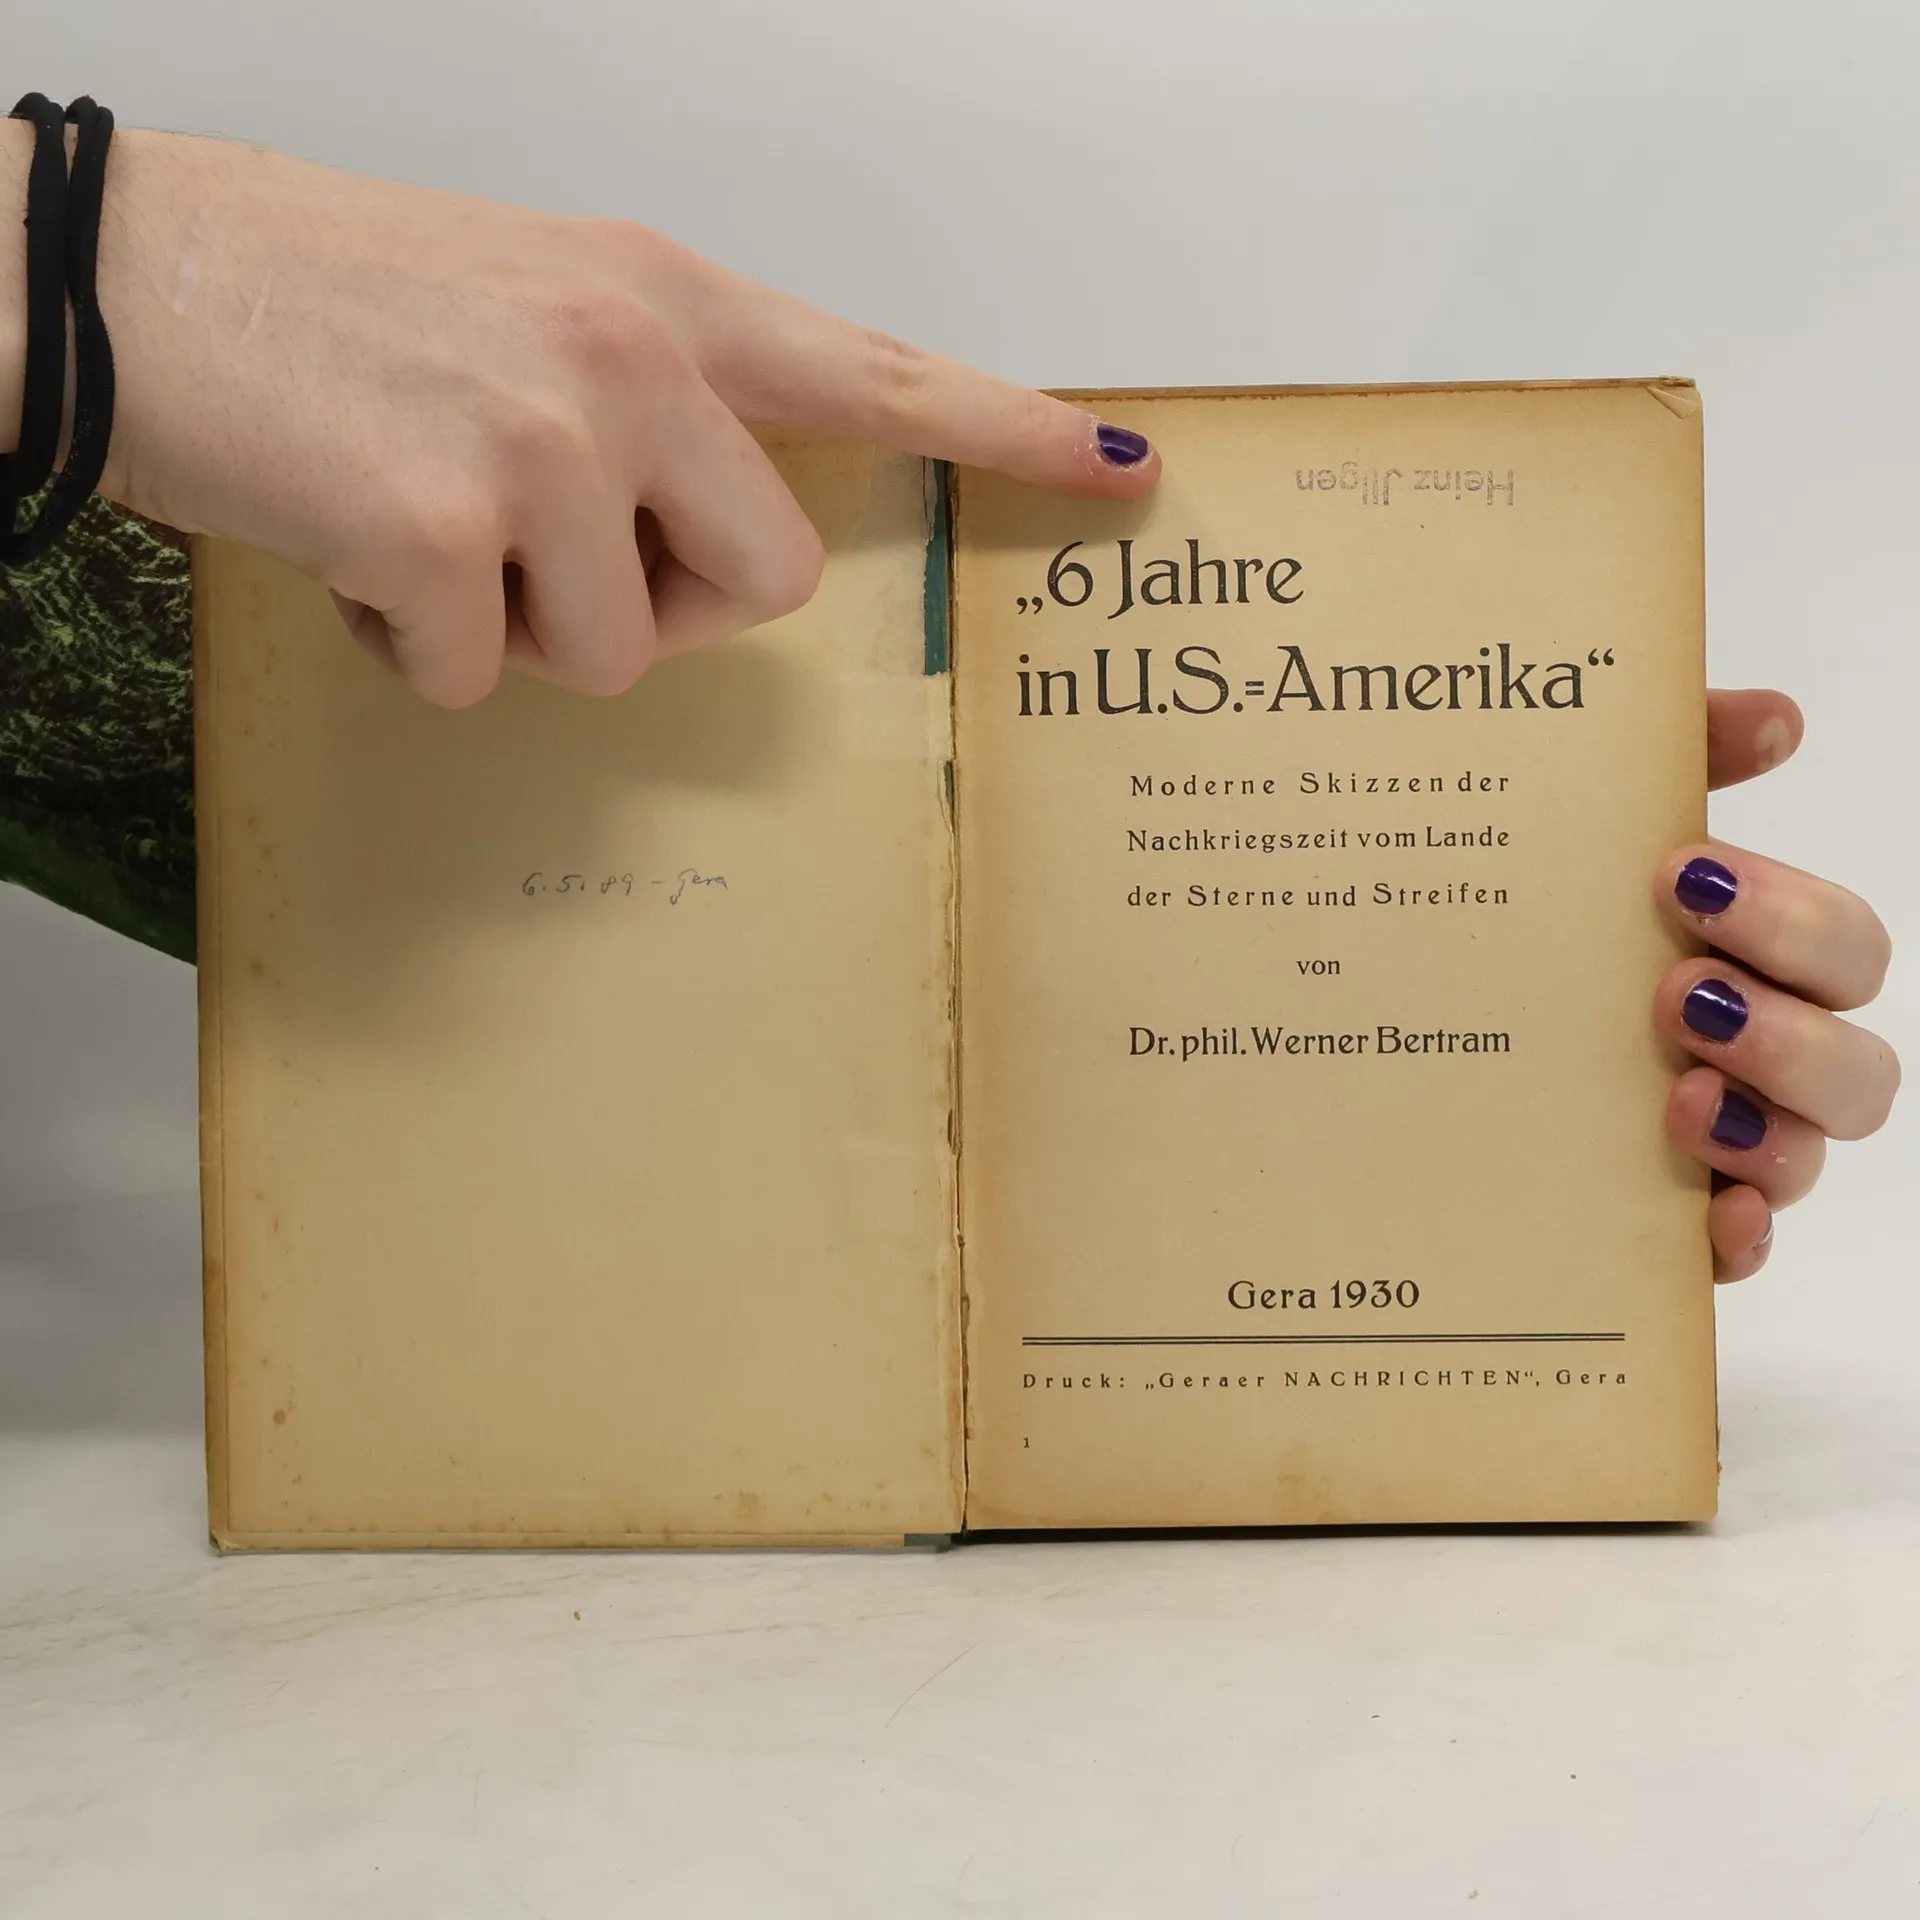 6.5.89 - Gera
Heinz Jllgen
„6 Jahre
in U.S.=Amerika“
Moderne Skizzen der
Nachkriegszeit vom Lande
der Sterne und Streifen
von
Dr. phil. Werner Bertram
Gera 1930
Druck: „Geraer NACHRICHTEN“, Gera
1